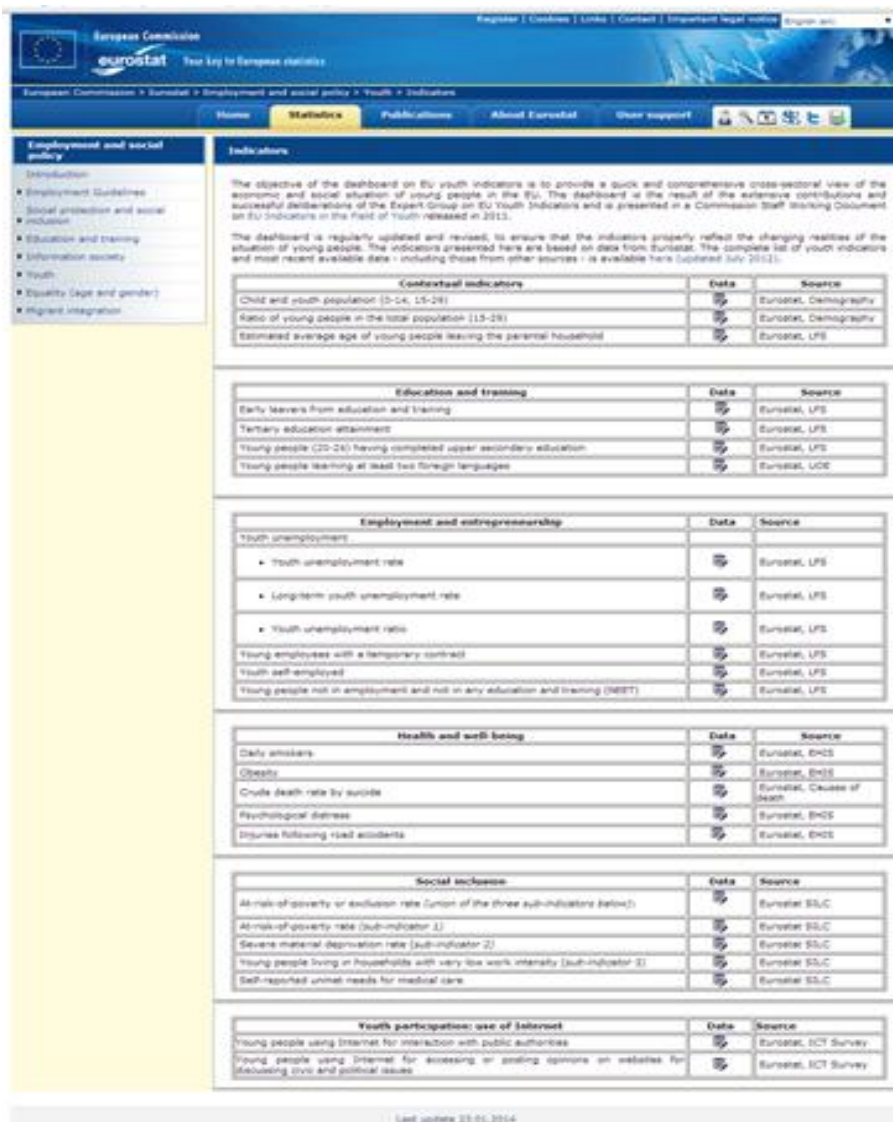 Register | Cookies | Links | Contact | Important legal notice English (en)
European Commission
eurostat Your key to European statistics
European Commission > Eurostat > Employment and social policy > Youth > Indicators
Home Statistics Publications About Eurostat User support
Employment and social policy
Introduction
Employment Guidelines
Social protection and social inclusion
Education and training
Information society
Youth
Equality (age and gender)
Migrant integration
Indicators
The objective of the dashboard on EU youth indicators is to provide a quick and comprehensive cross-sectoral view of the
economic and social situation of young people in the EU. The dashboard is the result of the extensive contributions and
successful deliberations of the Expert Group on EU Youth Indicators and is presented in a Commission Staff Working Document
on EU indicators in the field of Youth released in 2011.
The dashboard is regularly updated and revised, to ensure that the indicators properly reflect the changing realities of the
situation of young people. The indicators presented here are based on data from Eurostat. The complete list of youth indicators
and most recent available data - including those from other sources - is available here (updated July 2012).
Contextual indicators Data Source
Child and youth population (0-14, 15-29) Eurostat, Demography
Ratio of young people in the total population (15-29) Eurostat, Demography
Estimated average age of young people leaving the parental household Eurostat, LFS
Education and training Data Source
Early leavers from education and training Eurostat, LFS
Tertiary education attainment Eurostat, LFS
Young people (20-24) having completed upper secondary education Eurostat, LFS
Young people learning at least two foreign languages Eurostat, UOE
Employment and entrepreneurship Data Source
Youth unemployment
• Youth unemployment rate Eurostat, LFS
• Long-term youth unemployment rate Eurostat, LFS
• Youth unemployment ratio Eurostat, LFS
Young employees with a temporary contract Eurostat, LFS
Youth self-employed Eurostat, LFS
Young people not in employment and not in any education and training (NEET) Eurostat, LFS
Health and well-being Data Source
Daily smokers Eurostat, EHIS
Obesity Eurostat, EHIS
Crude death rate by suicide Eurostat, Causes of death
Psychological distress Eurostat, EHIS
Injuries following road accidents Eurostat, EHIS
Social inclusion Data Source
At-risk-of-poverty or exclusion rate (union of the three sub-indicators below): Eurostat SILC
At-risk-of-poverty rate (sub-indicator 1) Eurostat SILC
Severe material deprivation rate (sub-indicator 2) Eurostat SILC
Young people living in households with very low work intensity (sub-indicator 3) Eurostat SILC
Self-reported unmet needs for medical care Eurostat SILC
Youth participation: use of Internet Data Source
Young people using Internet for interaction with public authorities Eurostat, ICT Survey
Young people using Internet for accessing or posting opinions on websites for
discussing civic and political issues Eurostat, ICT Survey
Last update 23.01.2014